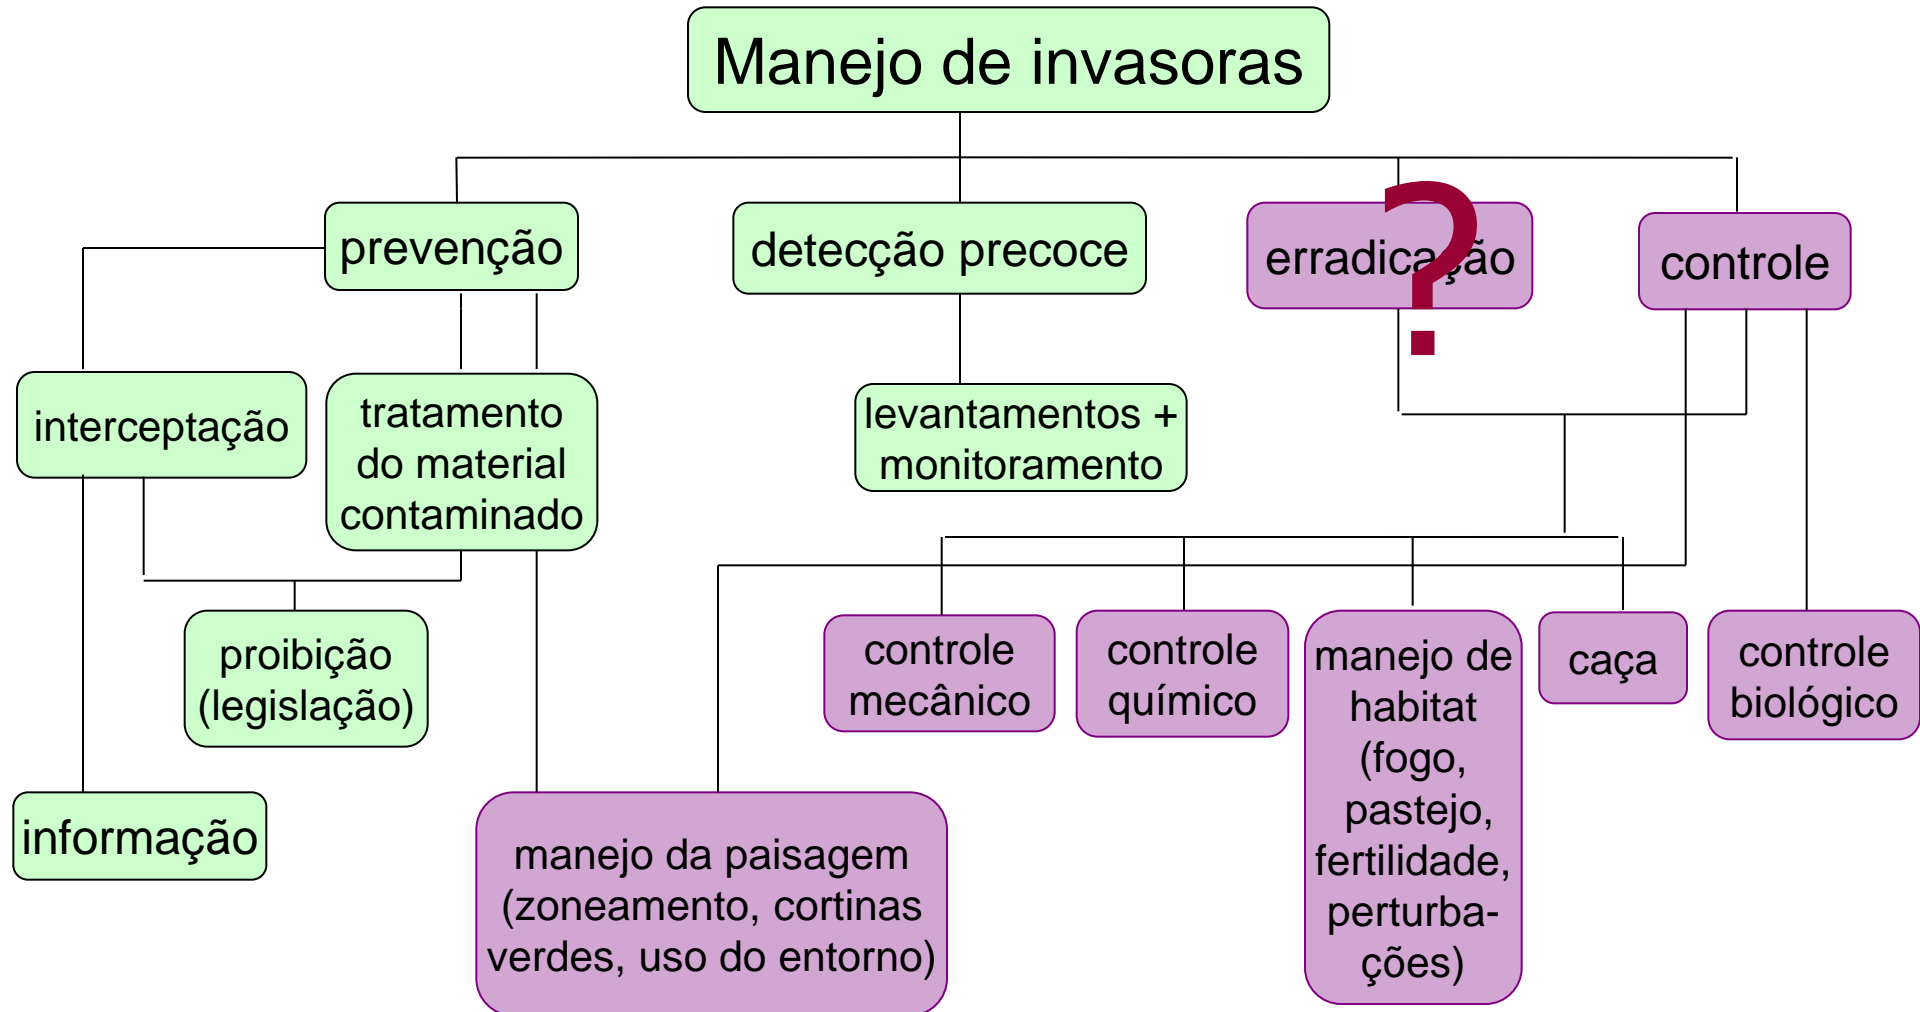 Manejo de invasoras
prevenção
detecção precoce
erradicação
?
controle
interceptação
tratamento
do material
contaminado
levantamentos +
monitoramento
proibição
(legislação)
controle
mecânico
controle
químico
manejo de
habitat
(fogo,
pastejo,
fertilidade,
perturba-
ções)
caça
controle
biológico
informação
manejo da paisagem
(zoneamento, cortinas
verdes, uso do entorno)